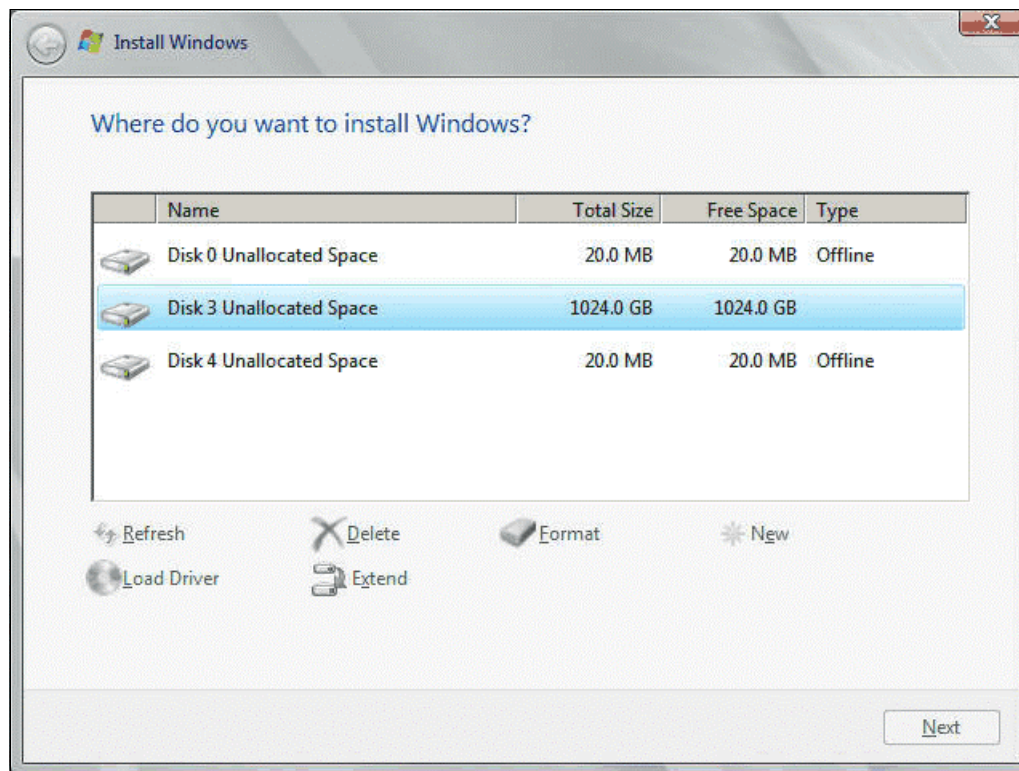 Install Windows
Where do you want to install Windows?
Name Total Size Free Space Type
Disk 0 Unallocated Space 20.0 MB 20.0 MB Offline
Disk 3 Unallocated Space 1024.0 GB 1024.0 GB
Disk 4 Unallocated Space 20.0 MB 20.0 MB Offline
Refresh Delete Format New
Load Driver Extend
Next